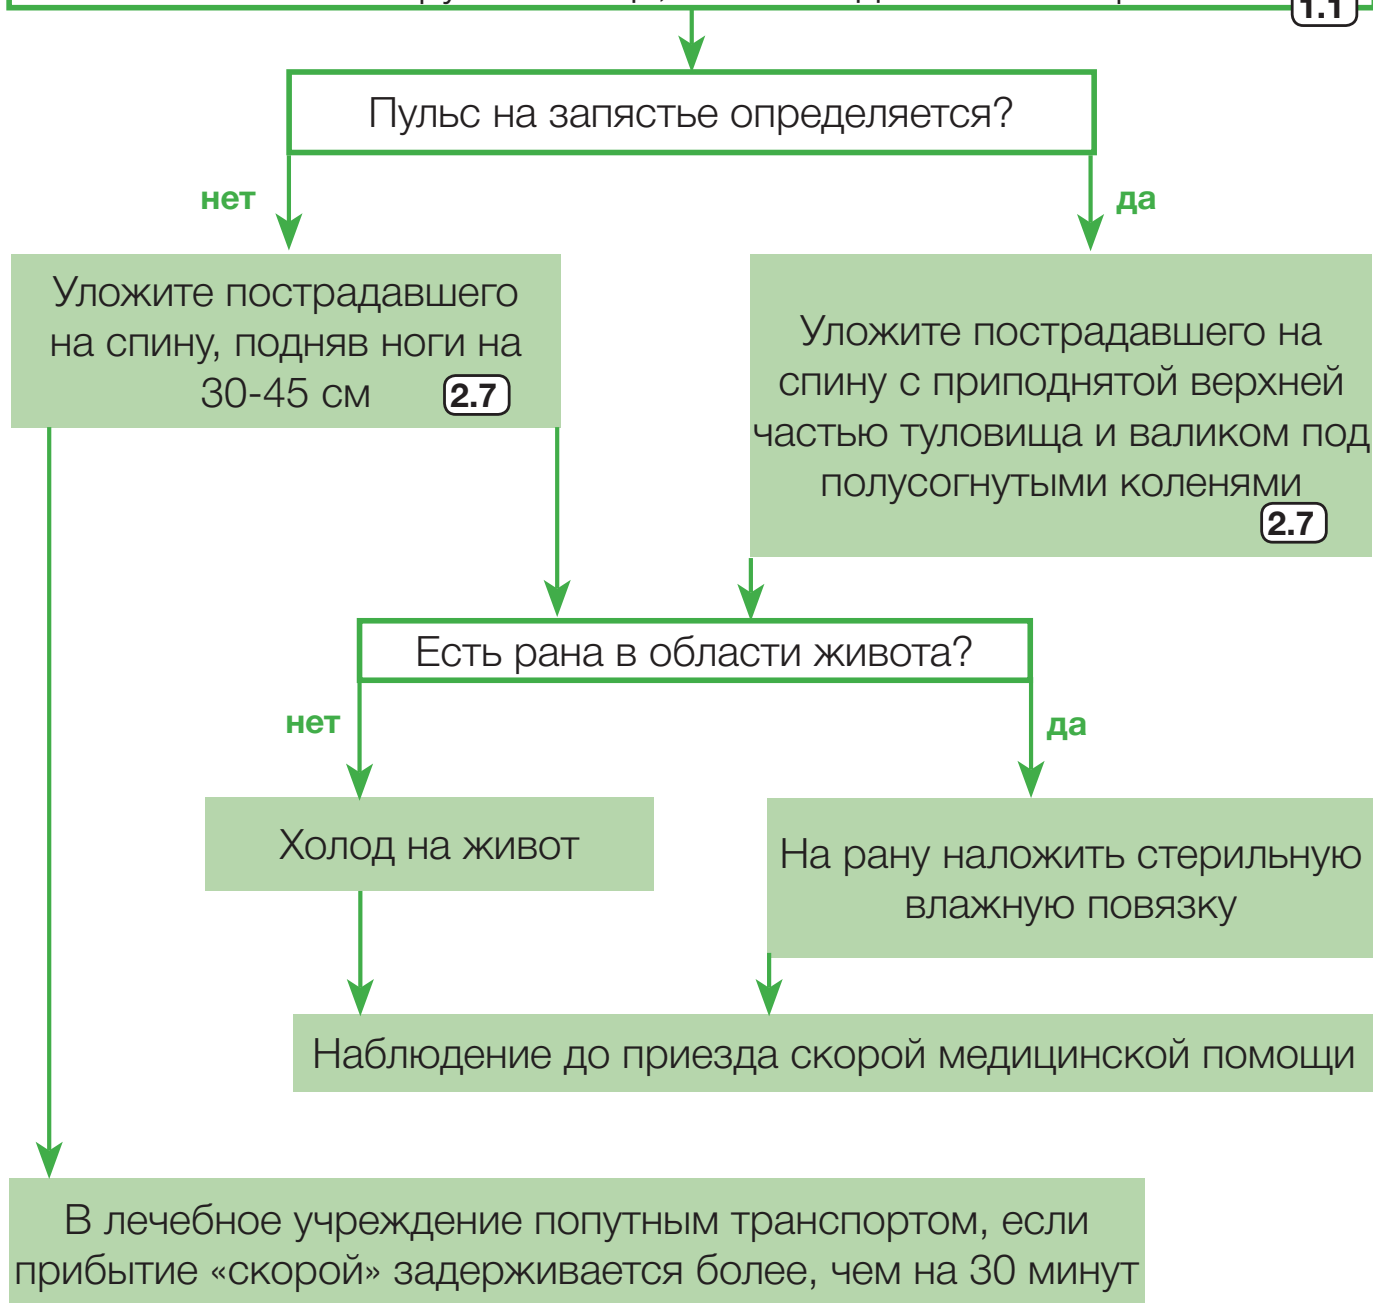 1.1
Пульс на запястье определяется?
нет
да
Уложите пострадавшего
на спину, подняв ноги на
30-45 см 2.7
Уложите пострадавшего на
спину с приподнятой верхней
частью туловища и валиком под
полусогнутыми коленями
2.7
Есть рана в области живота?
нет
да
Холод на живот
На рану наложить стерильную
влажную повязку
Наблюдение до приезда скорой медицинской помощи
В лечебное учреждение попутным транспортом, если
прибытие «скорой» задерживается более, чем на 30 минут